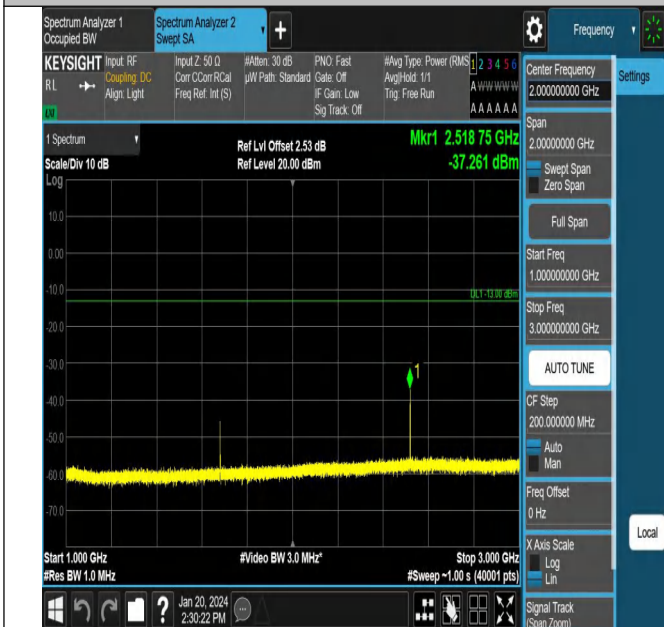 Spectrum Analyzer 1
Occupied BW
Spectrum Analyzer 2
Swept SA
+
Frequency
KEYSIGHT
RL
LXI
Input: RF
Coupling: DC
Align: Light
Input Z: 50 Ω
Corr CCorr RCal
Freq Ref: Int (S)
#Atten: 30 dB
µW Path: Standard
PNO: Fast
Gate: Off
IF Gain: Low
Sig Track: Off
#Avg Type: Power (RMS
Avg|Hold: 1/1
Trig: Free Run
1 2 3 4 5 6
A WW WW W
A A A A A A
1 Spectrum
Scale/Div 10 dB
Ref Lvl Offset 2.53 dB
Ref Level 20.00 dBm
Mkr1 2.518 75 GHz
-37.261 dBm
Log
10.0
0.00
-10.0
-20.0
-30.0
-40.0
-50.0
-60.0
-70.0
DL1 -13.00 dBm
1
Start 1.000 GHz
#Res BW 1.0 MHz
#Video BW 3.0 MHz*
Stop 3.000 GHz
#Sweep ~1.00 s (40001 pts)
Jan 20, 2024
2:30:22 PM
Center Frequency
2.000000000 GHz
Settings
Span
2.00000000 GHz
Swept Span
Zero Span
Full Span
Start Freq
1.000000000 GHz
Stop Freq
3.000000000 GHz
AUTO TUNE
CF Step
200.000000 MHz
Auto
Man
Freq Offset
0 Hz
X Axis Scale
Log
Lin
Local
Signal Track
(Span Zoom)